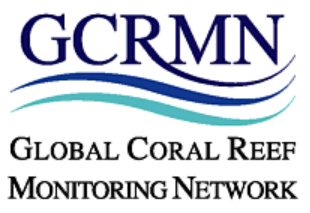 GCRMN
GLOBAL CORAL REEF
MONITORING NETWORK